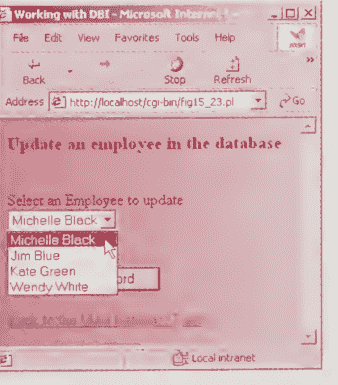 Working with DBI - Microsoft Internet
File Edit View Favorites Tools Help
Back Stop Refresh
Address http://localhost/cgi-bin/fig15_23.pl Go
Update an employee in the database
Select an Employee to update
Michelle Black
Michelle Black
Jim Blue
Kate Green
Wendy White
ord
Local intranet